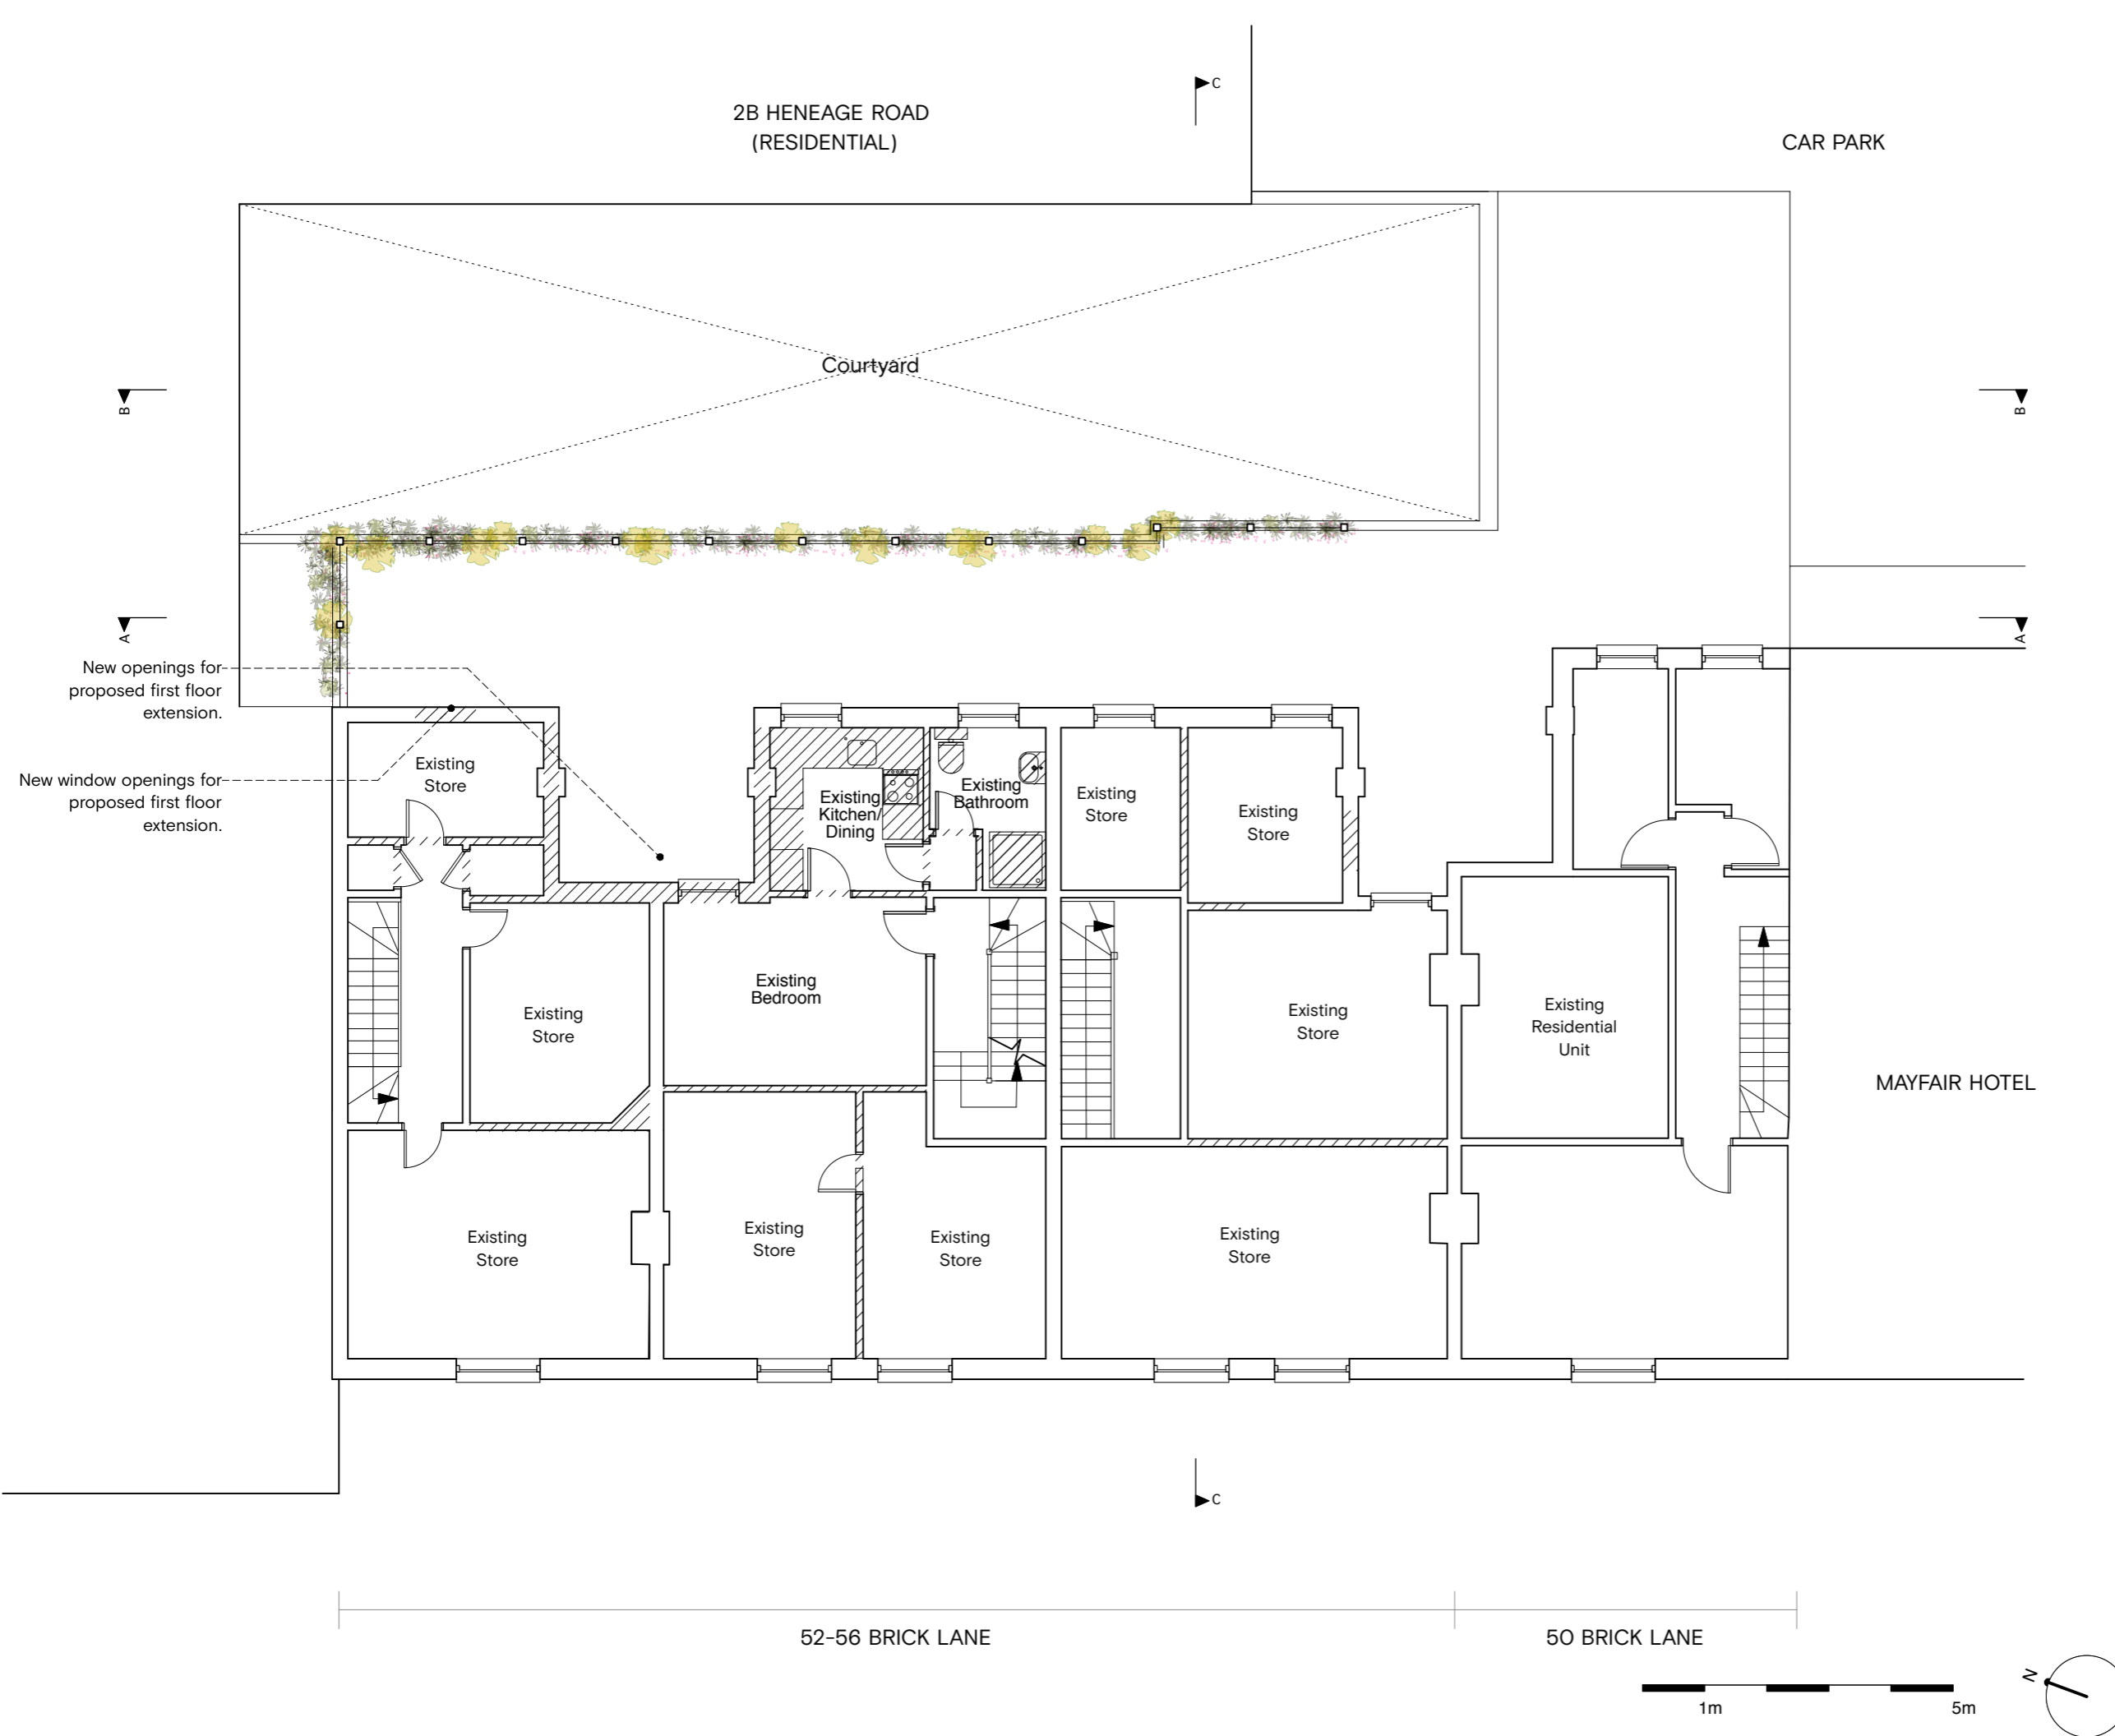 C
2B HENEAGE ROAD
(RESIDENTIAL)
CAR PARK
Courtyard
B
B
A
A
New openings for
proposed first floor
extension.
New window openings for
proposed first floor
extension.
Existing
Store
Existing
Kitchen/
Dining
Existing
Bathroom
Existing
Store
Existing
Store
Existing
Store
Existing
Bedroom
Existing
Store
Existing
Residential
Unit
MAYFAIR HOTEL
Existing
Store
Existing
Store
Existing
Store
Existing
Store
C
52-56 BRICK LANE
50 BRICK LANE
1m
5m
N